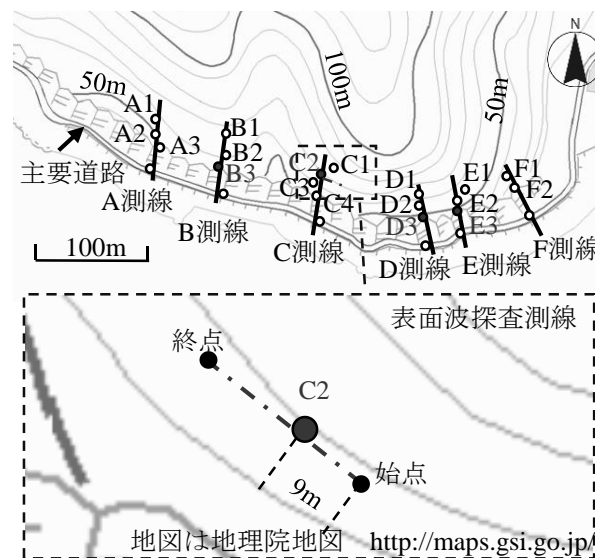 N
50m
100m
50m
A1
A2
A3
B1
B2
B3
C1
C2
C3
C4
D1
D2
D3
E1
E2
E3
F1
F2
主要道路
A測線
B測線
C測線
D測線
E測線
F測線
100m
表面波探査測線
終点
C2
始点
9m
地図は地理院地図 http://maps.gsi.go.jp/